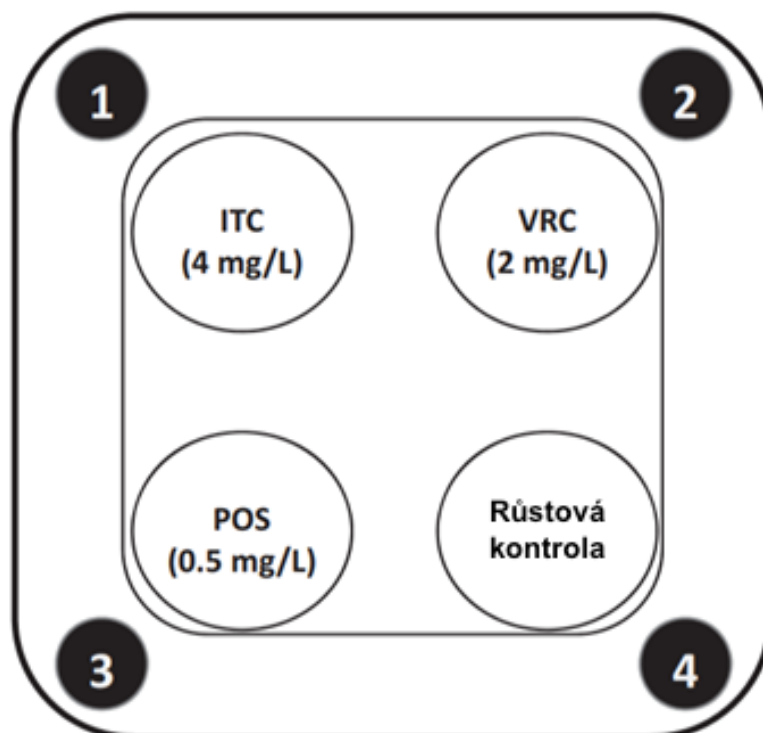 1
2
ITC
(4 mg/L)
VRC
(2 mg/L)
POS
(0.5 mg/L)
Růstová
kontrola
3
4